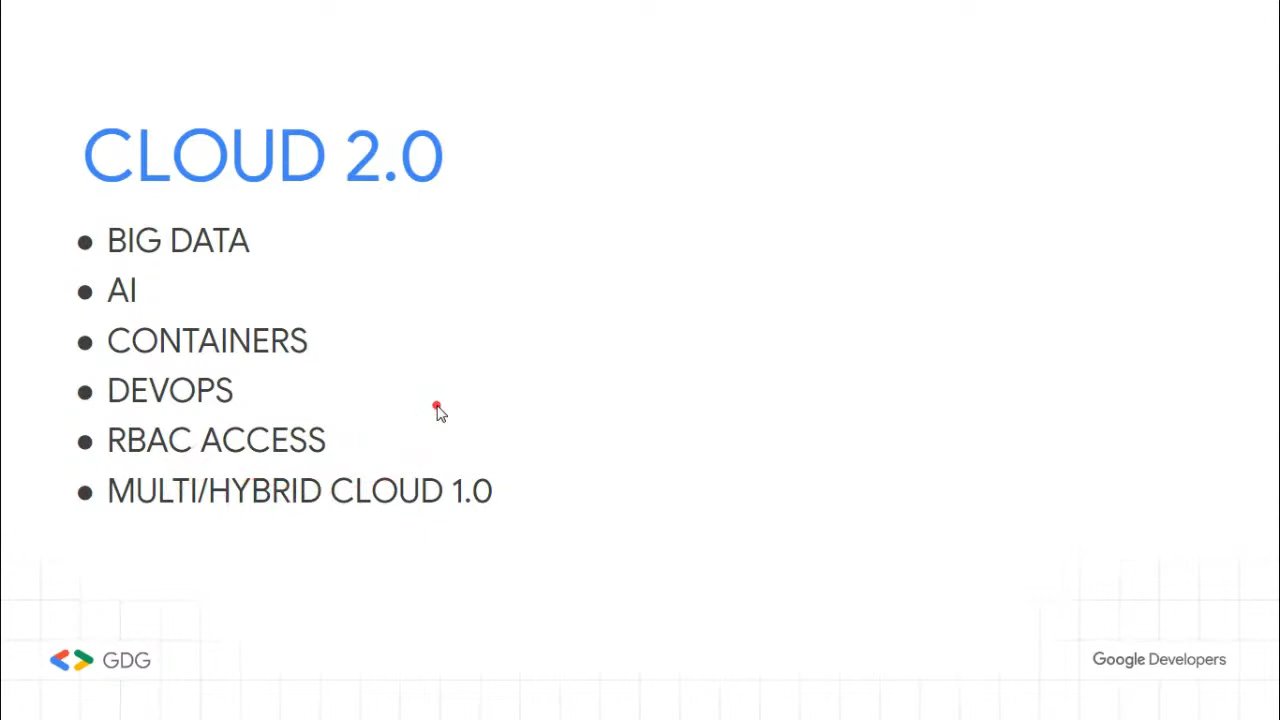 CLOUD 2.0
● BIG DATA
● AI
● CONTAINERS
● DEVOPS
● RBAC ACCESS
● MULTI/HYBRID CLOUD 1.0
GDG
Google Developers